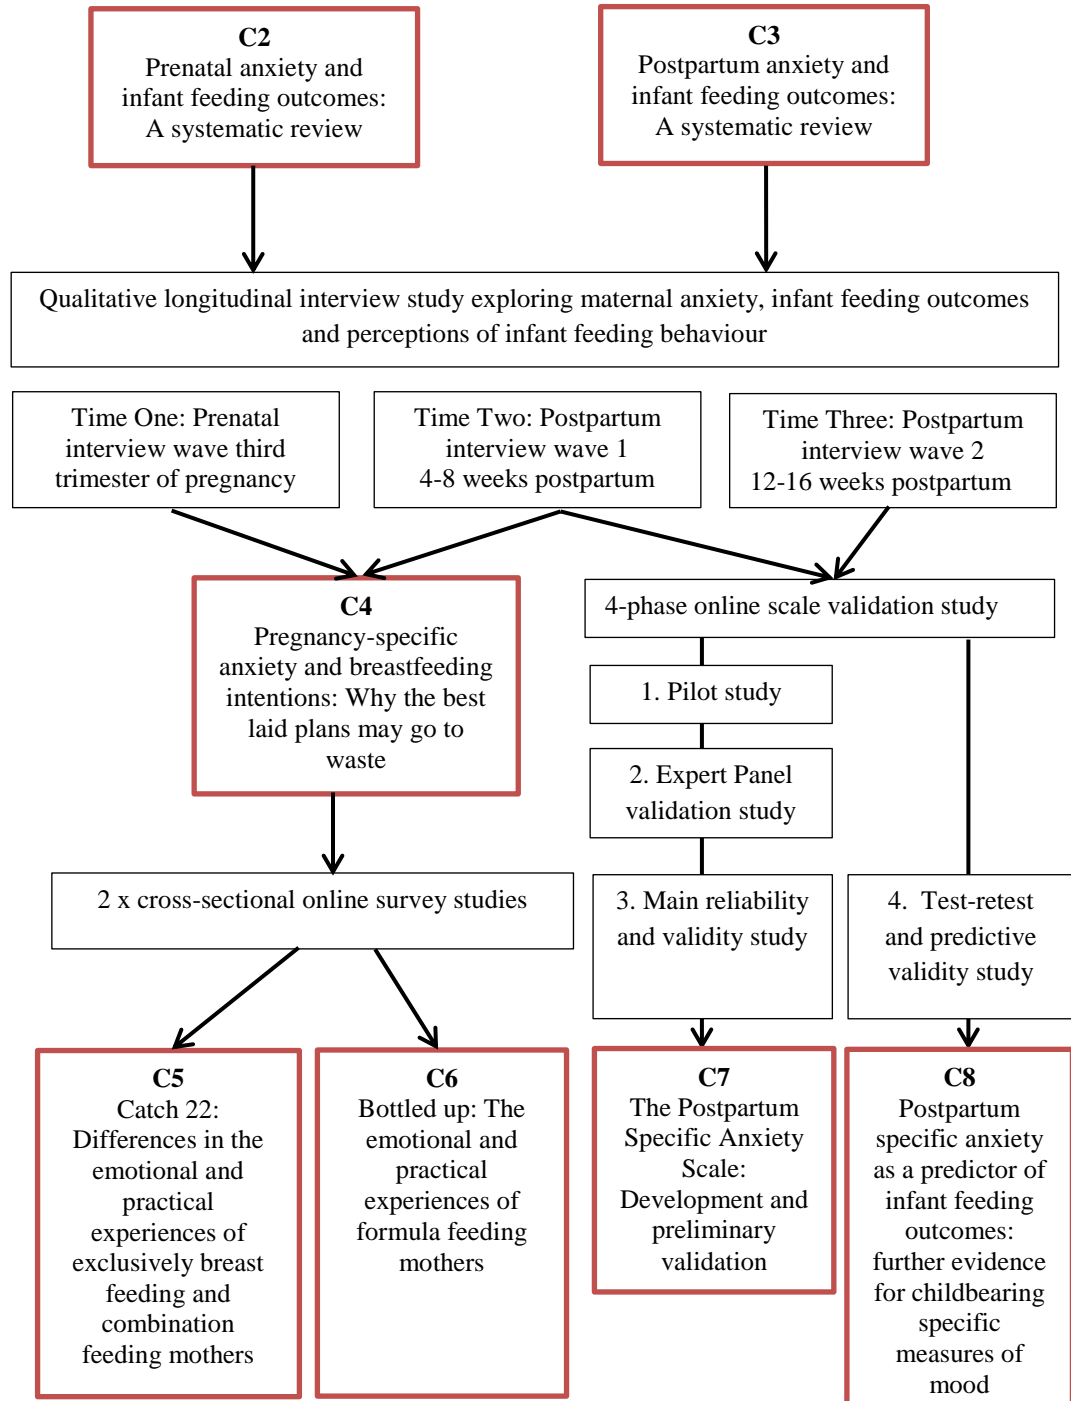 C2
Prenatal anxiety and
infant feeding outcomes:
A systematic review
C3
Postpartum anxiety and
infant feeding outcomes:
A systematic review
Qualitative longitudinal interview study exploring maternal anxiety, infant feeding outcomes
and perceptions of infant feeding behaviour
Time One: Prenatal
interview wave third
trimester of pregnancy
Time Two: Postpartum
interview wave 1
4-8 weeks postpartum
Time Three: Postpartum
interview wave 2
12-16 weeks postpartum
C4
Pregnancy-specific
anxiety and breastfeeding
intentions: Why the best
laid plans may go to
waste
4-phase online scale validation study
1. Pilot study
2. Expert Panel
validation study
2 x cross-sectional online survey studies
3. Main reliability
and validity study
4. Test-retest
and predictive
validity study
C5
Catch 22:
Differences in the
emotional and
practical
experiences of
exclusively breast
feeding and
combination
feeding mothers
C6
Bottled up: The
emotional and
practical
experiences of
formula feeding
mothers
C7
The Postpartum
Specific Anxiety
Scale:
Development and
preliminary
validation
C8
Postpartum
specific anxiety
as a predictor of
infant feeding
outcomes:
further evidence
for childbearing
specific
measures of
mood